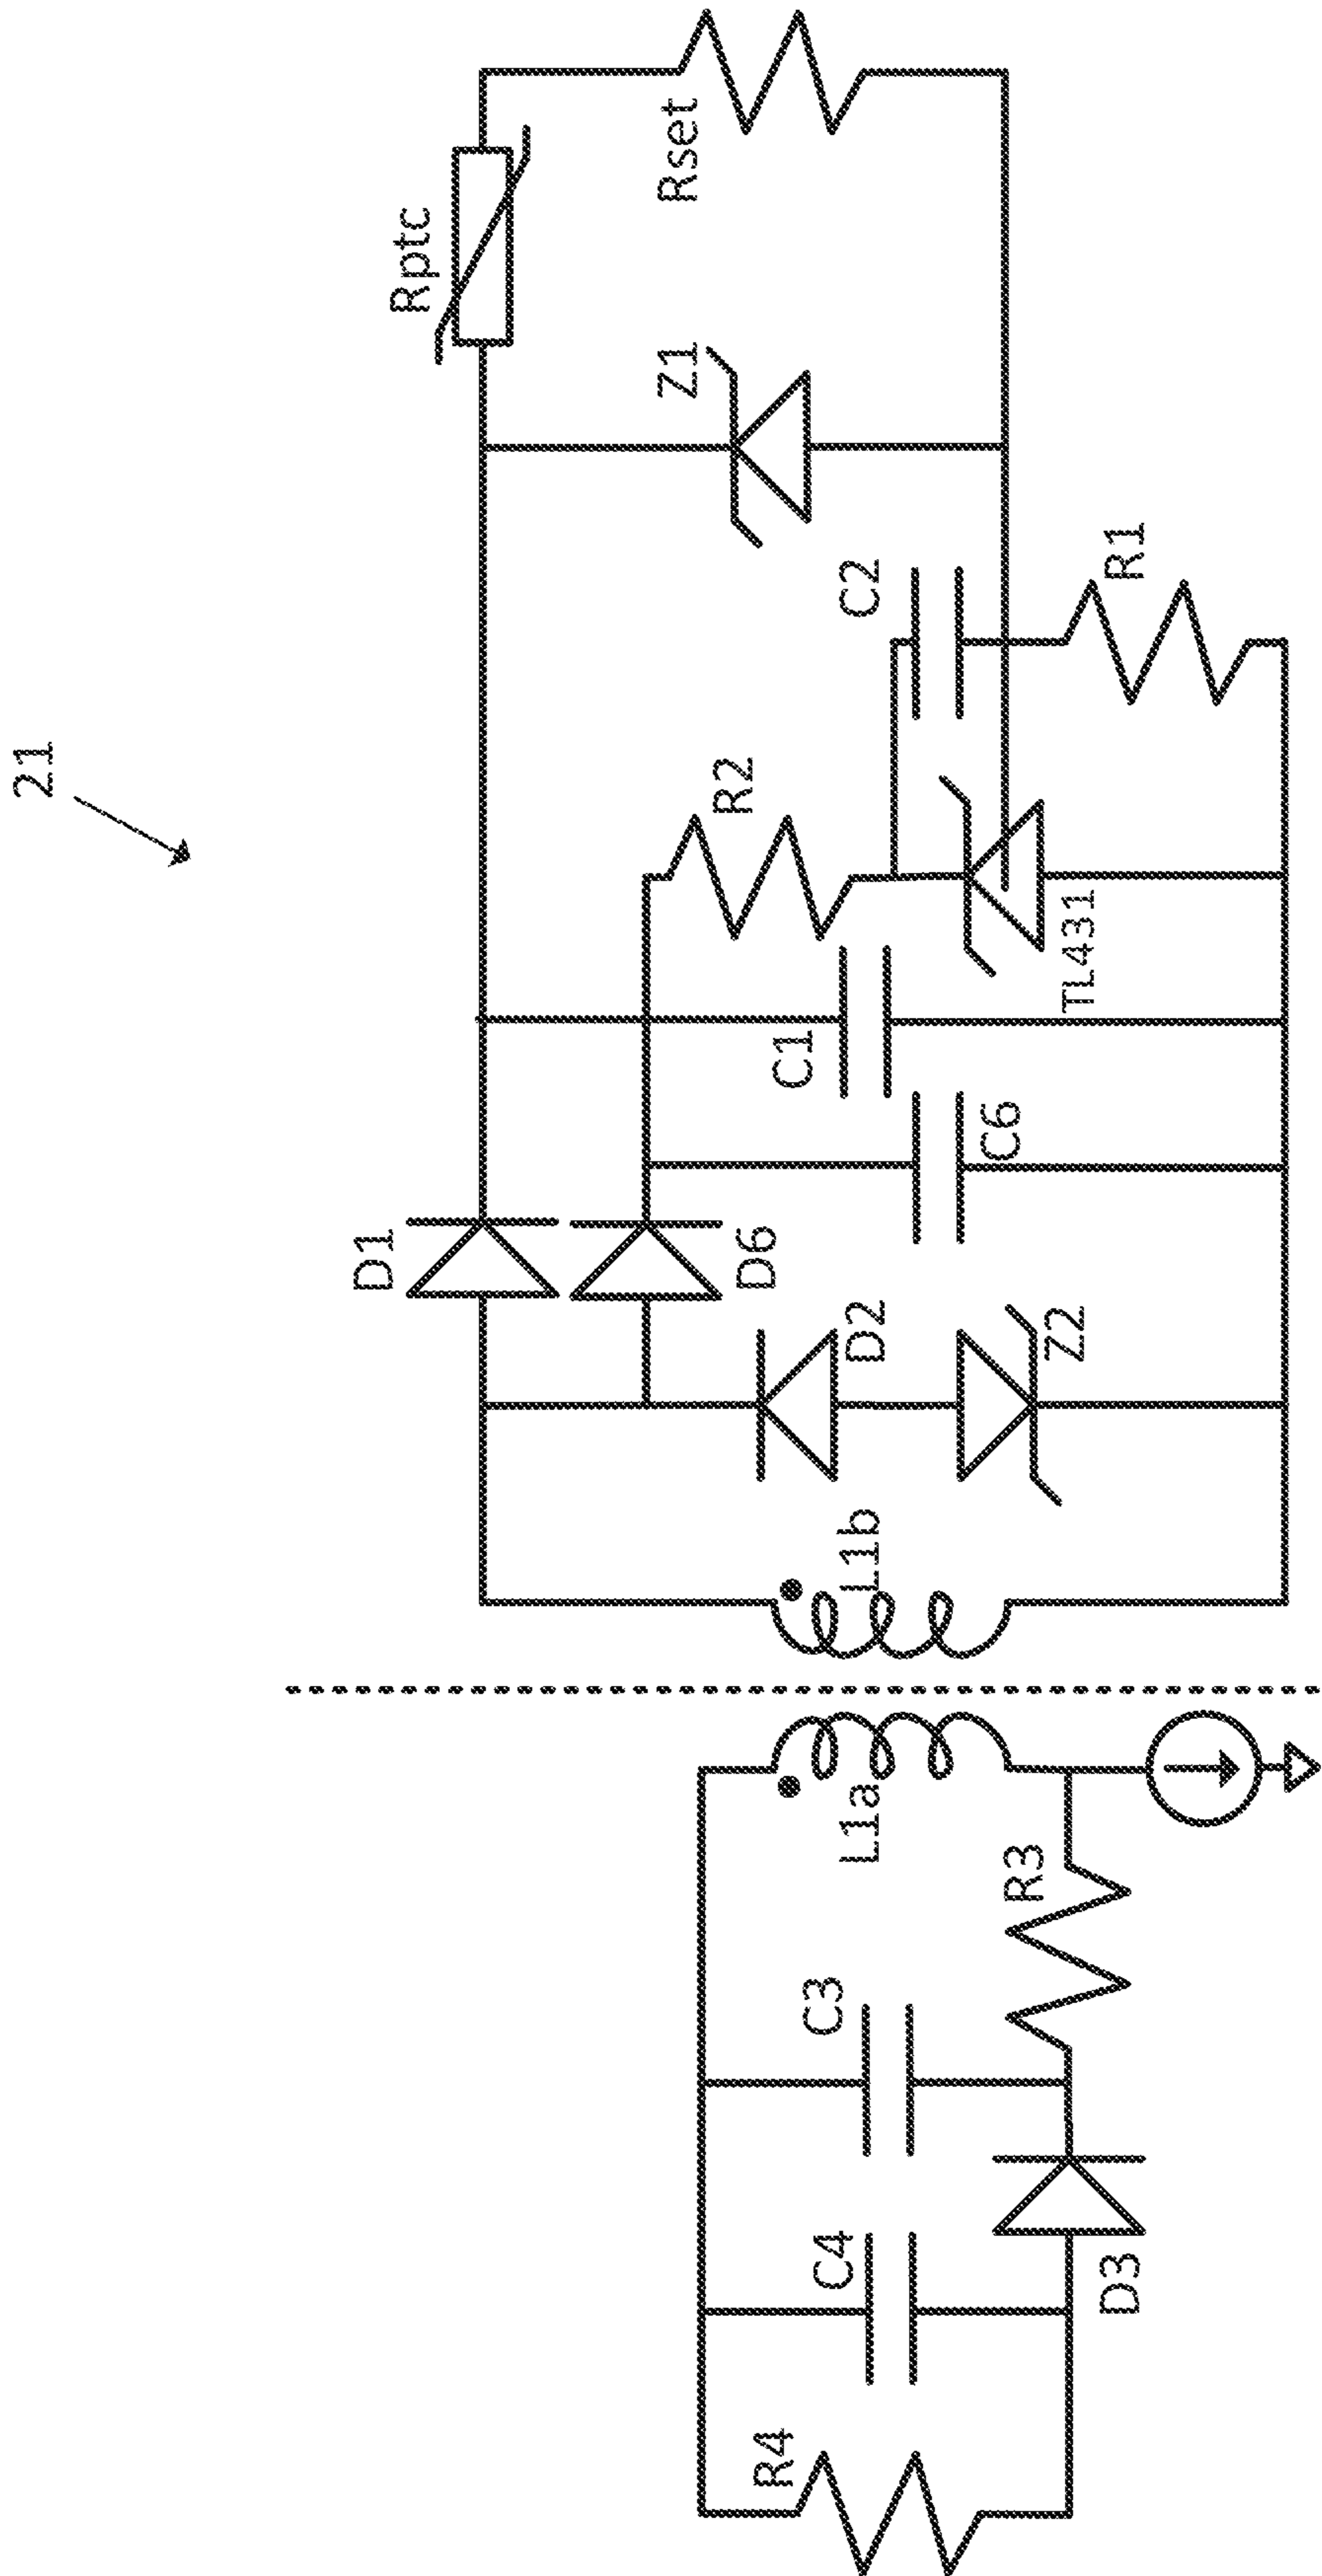 21
Rptc
Rset
Z1
C2
R1
R2
TL431
C1
C6
D1
D6
D2
Z2
L1b
L1a
R3
C3
C4
D3
R4